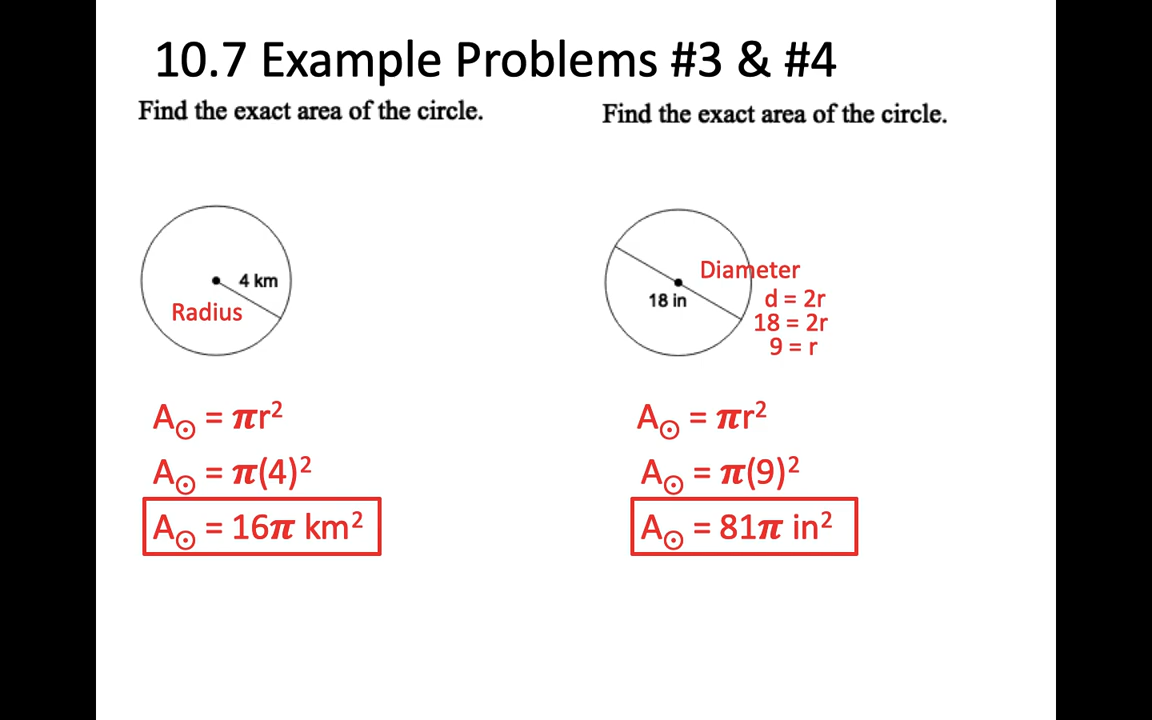 10.7 Example Problems #3 & #4
Find the exact area of the circle.
4 km
Radius
A⊙ = πr²
A⊙ = π(4)²
A⊙ = 16π km²
Find the exact area of the circle.
Diameter
18 in
d = 2r
18 = 2r
9 = r
A⊙ = πr²
A⊙ = π(9)²
A⊙ = 81π in²